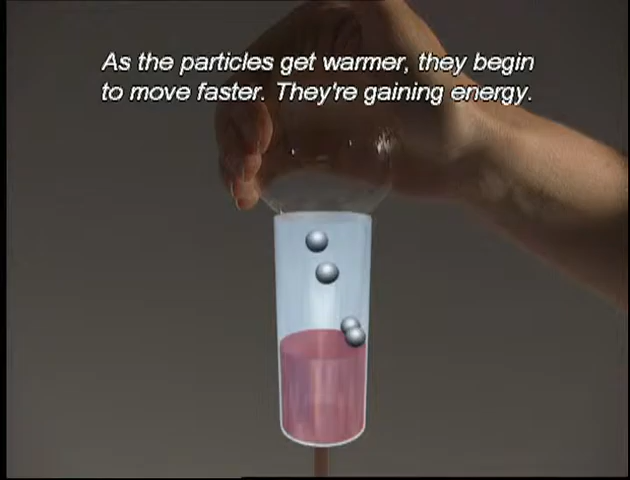 As the particles get warmer, they begin
to move faster. They're gaining energy.